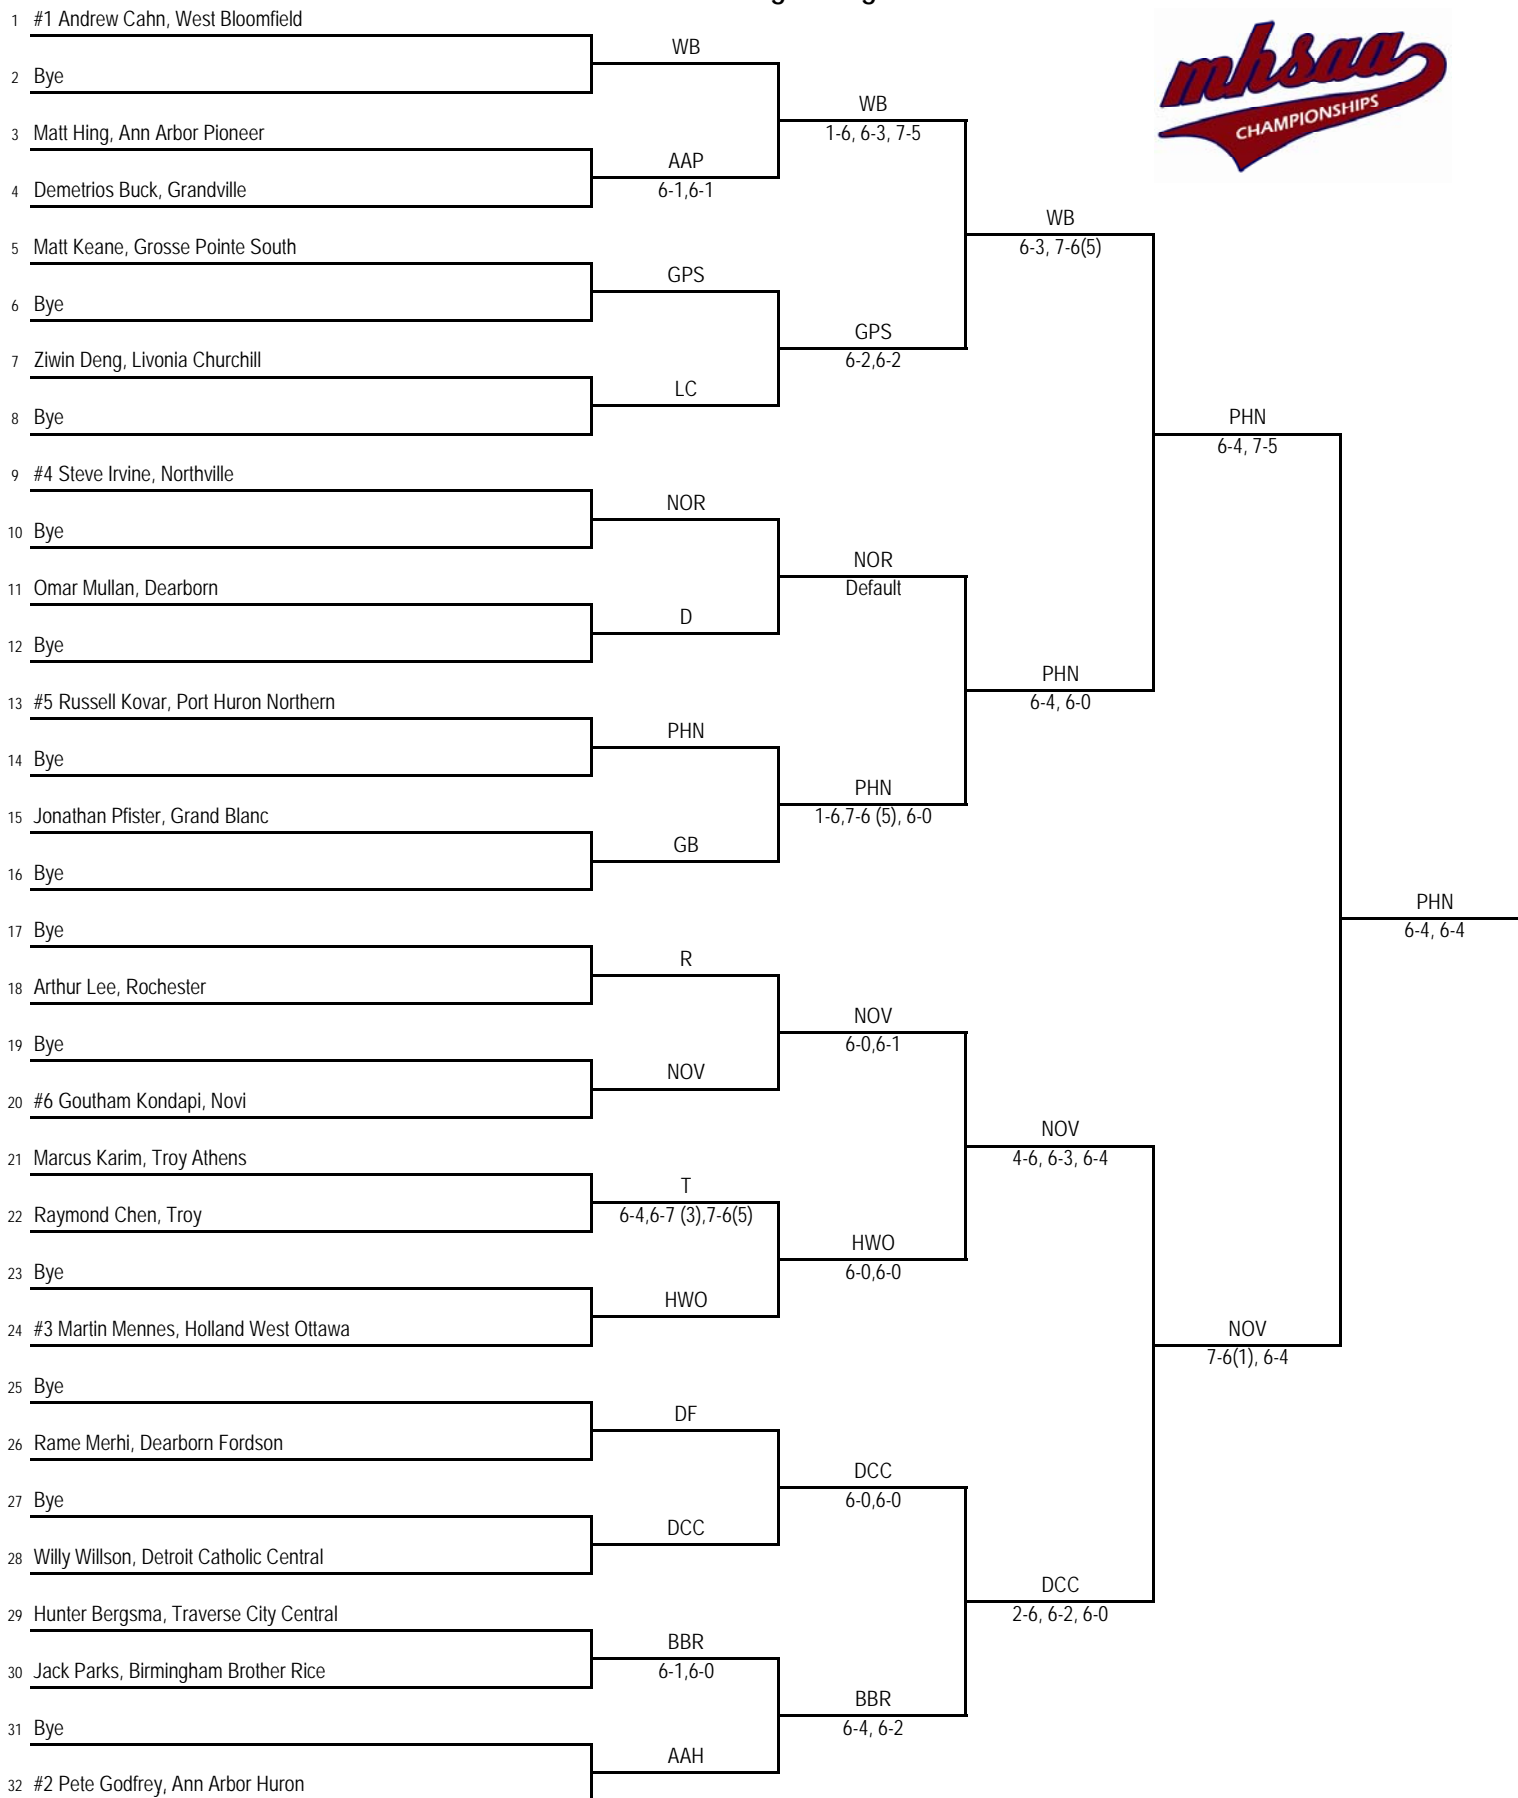 1 #1 Andrew Cahn, West Bloomfield
2 Bye
3 Matt Hing, Ann Arbor Pioneer
4 Demetrios Buck, Grandville
5 Matt Keane, Grosse Pointe South
6 Bye
7 Ziwin Deng, Livonia Churchill
8 Bye
9 #4 Steve Irvine, Northville
10 Bye
11 Omar Mullan, Dearborn
12 Bye
13 #5 Russell Kovar, Port Huron Northern
14 Bye
15 Jonathan Pfister, Grand Blanc
16 Bye
17 Bye
18 Arthur Lee, Rochester
19 Bye
20 #6 Goutham Kondapi, Novi
21 Marcus Karim, Troy Athens
22 Raymond Chen, Troy
23 Bye
24 #3 Martin Mennes, Holland West Ottawa
25 Bye
26 Rame Merhi, Dearborn Fordson
27 Bye
28 Willy Willson, Detroit Catholic Central
29 Hunter Bergsma, Traverse City Central
30 Jack Parks, Birmingham Brother Rice
31 Bye
32 #2 Pete Godfrey, Ann Arbor Huron
WB
AAP
6-1,6-1
GPS
LC
NOR
D
PHN
GB
R
NOV
T
6-4,6-7 (3),7-6(5)
HWO
DF
DCC
BBR
6-1,6-0
AAH
WB
1-6, 6-3, 7-5
GPS
6-2,6-2
NOR
Default
PHN
1-6,7-6 (5), 6-0
NOV
6-0,6-1
HWO
6-0,6-0
DCC
6-0,6-0
BBR
6-4, 6-2
WB
6-3, 7-6(5)
PHN
6-4, 6-0
NOV
4-6, 6-3, 6-4
DCC
2-6, 6-2, 6-0
PHN
6-4, 7-5
NOV
7-6(1), 6-4
PHN
6-4, 6-4
mhsaa
CHAMPIONSHIPS